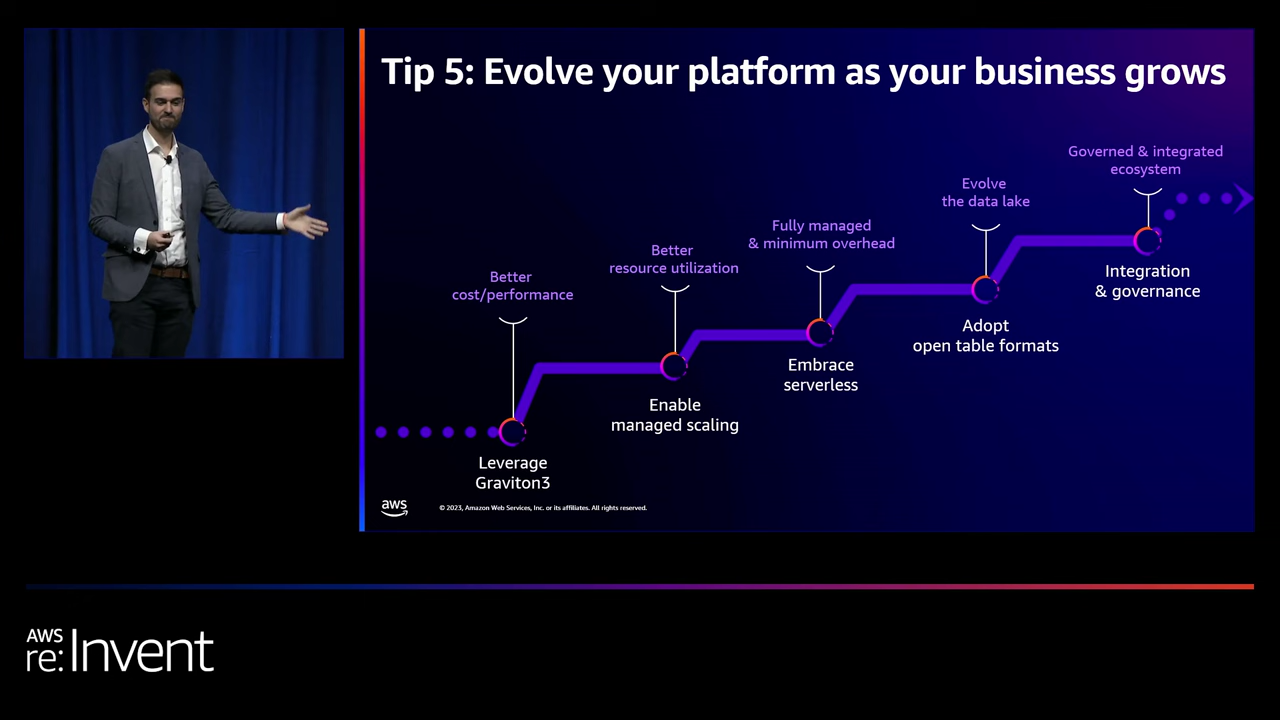 Tip 5: Evolve your platform as your business grows
Governed & integrated
ecosystem
Evolve
the data lake
Fully managed
& minimum overhead
Better
resource utilization
Better
cost/performance
Integration
& governance
Adopt
open table formats
Embrace
serverless
Enable
managed scaling
Leverage
Graviton3
aws
© 2023, Amazon Web Services, Inc. or its affiliates. All rights reserved.
AWS
re:Invent